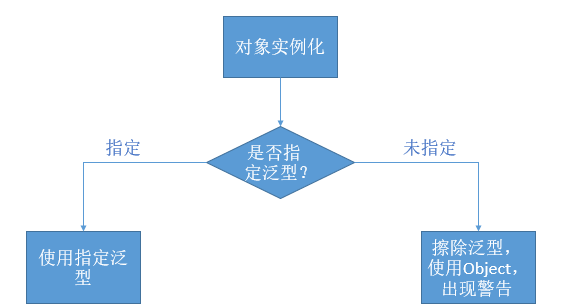 对象实例化
是否指
定泛型？
指定
未指定
使用指定泛
型
擦除泛型，
使用Object，
出现警告